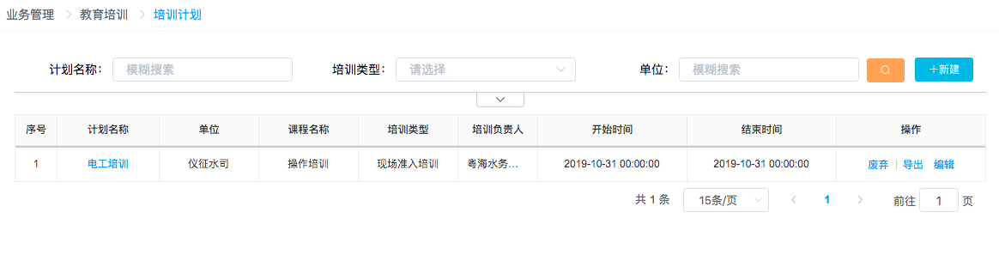 业务管理 教育培训 培训计划
计划名称: 模糊搜索 培训类型: 请选择 单位: 模糊搜索 +新建
序号 计划名称 单位 课程名称 培训类型 培训负责人 开始时间 结束时间 操作
1 电工培训 仪征水司 操作培训 现场准入培训 粤海水务... 2019-10-31 00:00:00 2019-10-31 00:00:00 废弃 | 导出 编辑
共 1 条 15条/页 1 前往 1 页